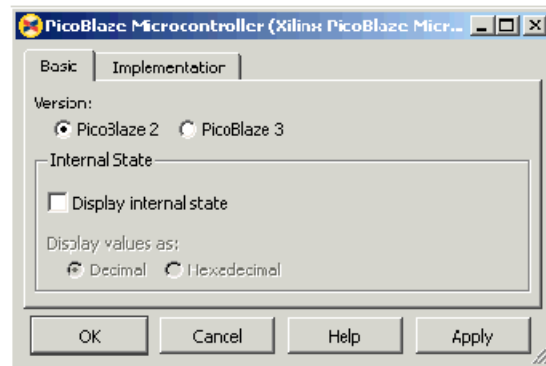 PicoBlaze Microcontroller (Xilinx PicoBlaze Micr...
Basic Implementation
Version:
PicoBlaze 2 PicoBlaze 3
Internal State
Display internal state
Display values as:
Decimal Hexedecimal
OK Cancel Help Apply